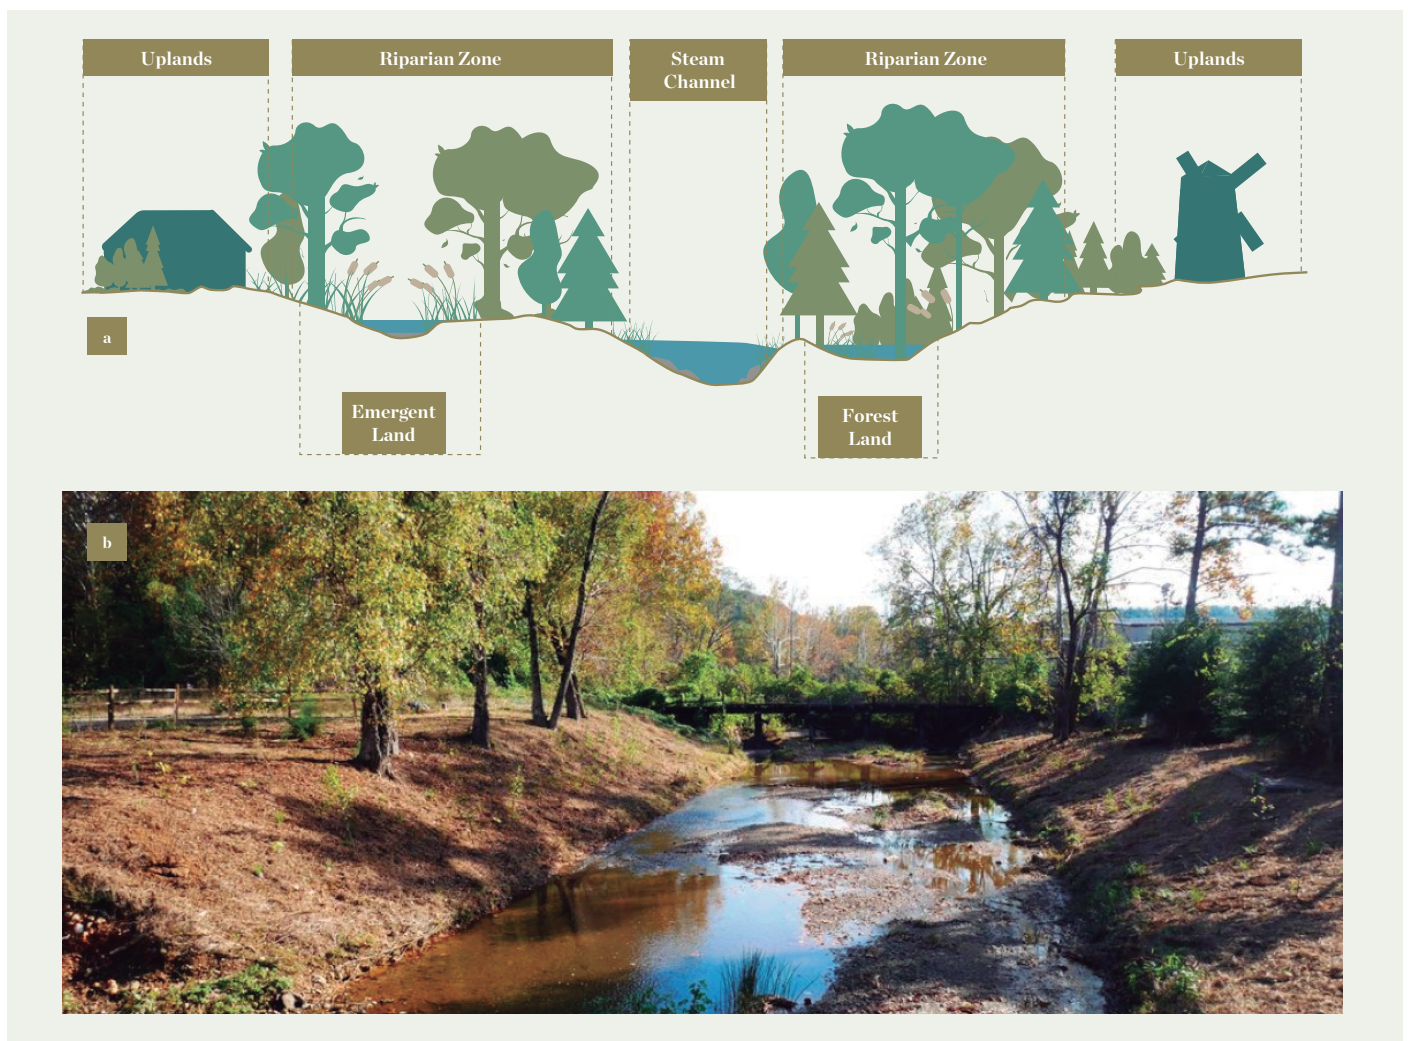 Uplands
Riparian Zone
Steam
Channel
Riparian Zone
Uplands
a
Emergent
Land
Forest
Land
b